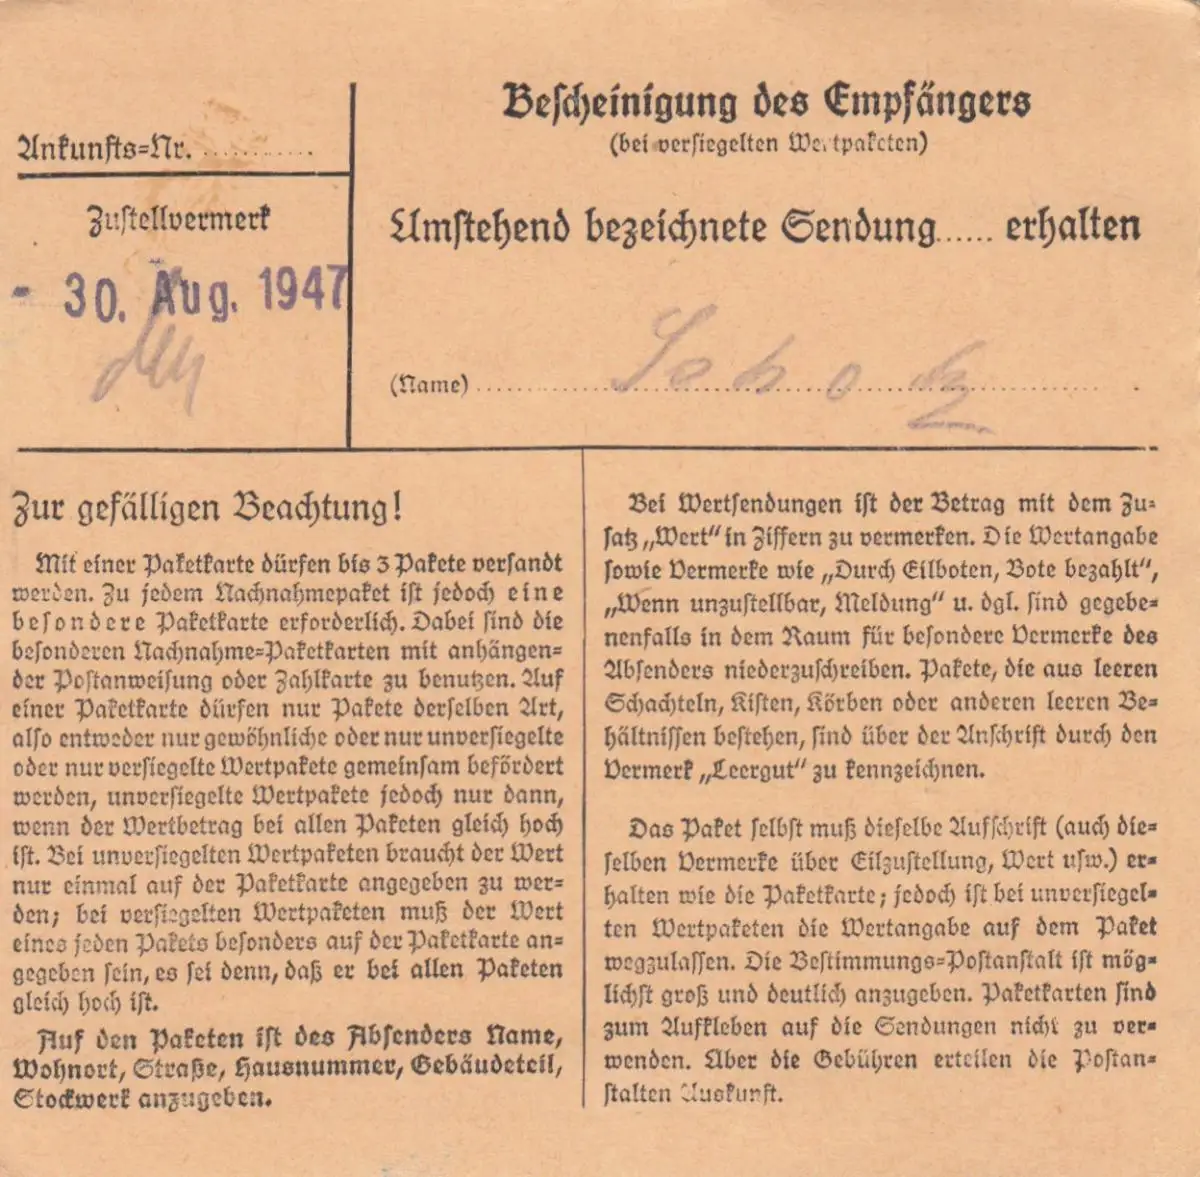 Ankunfts-Nr. ............
Zustellvermerk
- 30. Aug. 1947
Bescheinigung des Empfängers
(bei versiegelten Wertpaketen)
Umstehend bezeichnete Sendung...... erhalten
(Name)
Zur gefälligen Beachtung!
Mit einer Paketkarte dürfen bis 3 Pakete versandt
werden. Zu jedem Nachnahmepaket ist jedoch eine
besondere Paketkarte erforderlich. Dabei sind die
besonderen Nachnahme-Paketkarten mit anhängen-
der Postanweisung oder Zahlkarte zu benutzen. Auf
einer Paketkarte dürfen nur Pakete derselben Art,
also entweder nur gewöhnliche oder nur unversiegelte
oder nur versiegelte Wertpakete gemeinsam befördert
werden, unversiegelte Wertpakete jedoch nur dann,
wenn der Wertbetrag bei allen Paketen gleich hoch
ist. Bei unversiegelten Wertpaketen braucht der Wert
nur einmal auf der Paketkarte angegeben zu wer-
den; bei versiegelten Wertpaketen muß der Wert
eines jeden Pakets besonders auf der Paketkarte an-
gegeben sein, es sei denn, daß er bei allen Paketen
gleich hoch ist.
Auf den Paketen ist des Absenders Name,
Wohnort, Straße, Hausnummer, Gebäudeteil,
Stockwerk anzugeben.
Bei Wertsendungen ist der Betrag mit dem Zu-
satz „Wert“ in Ziffern zu vermerken. Die Wertangabe
sowie Vermerke wie „Durch Eilboten, Bote bezahlt“,
„Wenn unzustellbar, Meldung“ u. dgl. sind gegebe-
nenfalls in dem Raum für besondere Vermerke des
Absenders niederzuschreiben. Pakete, die aus leeren
Schachteln, Kisten, Körben oder anderen leeren Be-
hältnissen bestehen, sind über der Anschrift durch den
Vermerk „Leergut“ zu kennzeichnen.
Das Paket selbst muß dieselbe Aufschrift (auch die-
selben Vermerke über Eilzustellung, Wert usw.) er-
halten wie die Paketkarte; jedoch ist bei unversiegel-
ten Wertpaketen die Wertangabe auf dem Paket
wegzulassen. Die Bestimmungs-Postanstalt ist mög-
lichst groß und deutlich anzugeben. Paketkarten sind
zum Aufkleben auf die Sendungen nicht zu ver-
wenden. Über die Gebühren erteilen die Postan-
stalten Auskunft.